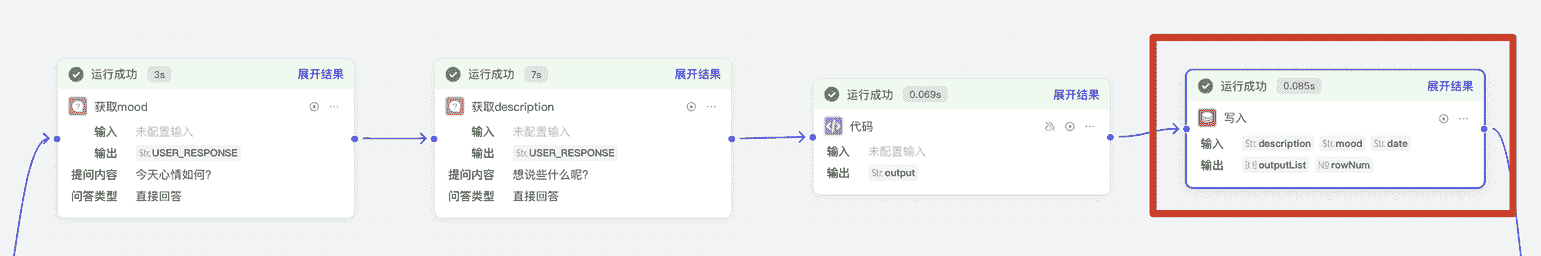 运行成功 3s 展开结果
获取mood
输入 未配置输入
输出 Str. USER_RESPONSE
提问内容 今天心情如何?
问答类型 直接回答
运行成功 7s 展开结果
获取description
输入 未配置输入
输出 Str. USER_RESPONSE
提问内容 想说些什么呢?
问答类型 直接回答
运行成功 0.069s 展开结果
代码
输入 未配置输入
输出 Str. output
运行成功 0.085s 展开结果
写入
输入 Str. description Str. mood Str. date
输出 [()] outputList №rowNum